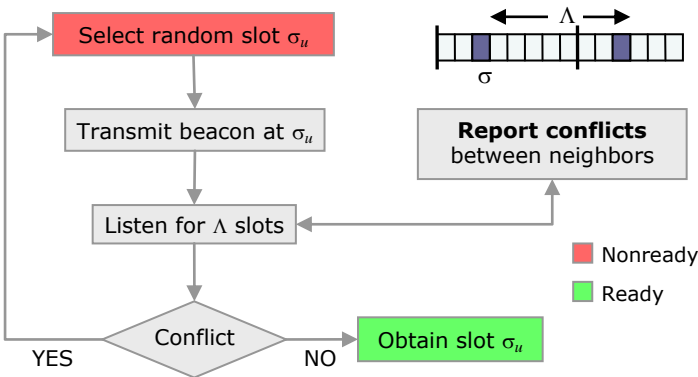 Select random slot σᵤ
Λ
σ
Transmit beacon at σᵤ
Report conflicts
between neighbors
Listen for Λ slots
Nonready
Ready
Conflict
Obtain slot σᵤ
YES
NO